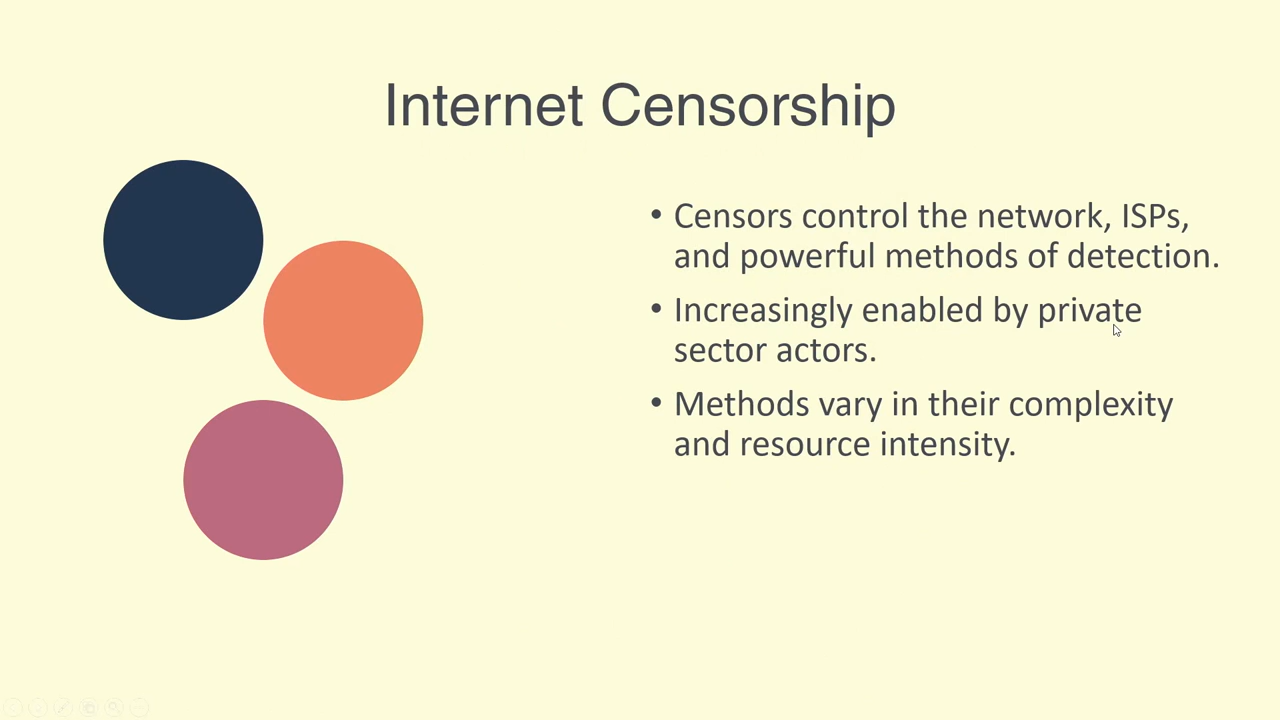 Internet Censorship
• Censors control the network, ISPs,
and powerful methods of detection.
• Increasingly enabled by private
sector actors.
• Methods vary in their complexity
and resource intensity.